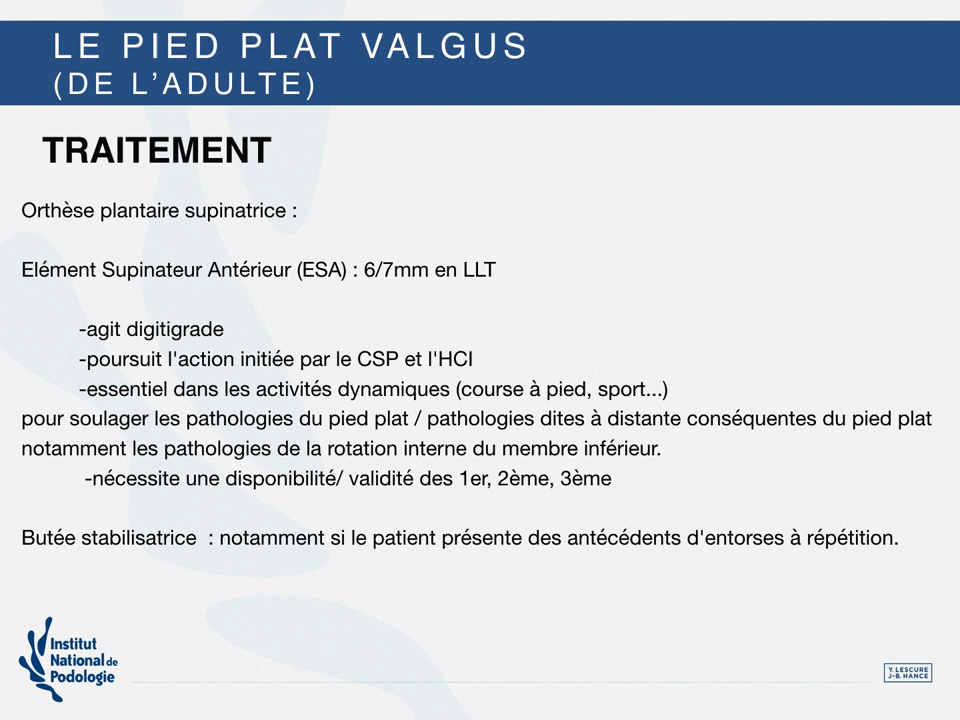 LE PIED PLAT VALGUS
(DE L’ADULTE)
TRAITEMENT
Orthèse plantaire supinatrice :
Elément Supinateur Antérieur (ESA) : 6/7mm en LLT
-agit digitigrade
-poursuit l'action initiée par le CSP et l'HCI
-essentiel dans les activités dynamiques (course à pied, sport...)
pour soulager les pathologies du pied plat / pathologies dites à distante conséquentes du pied plat
notamment les pathologies de la rotation interne du membre inférieur.
-nécessite une disponibilité/ validité des 1er, 2ème, 3ème
Butée stabilisatrice  : notamment si le patient présente des antécédents d'entorses à répétition.
Institut
National de
Podologie
Y. LESCURE
J-B. HANCE